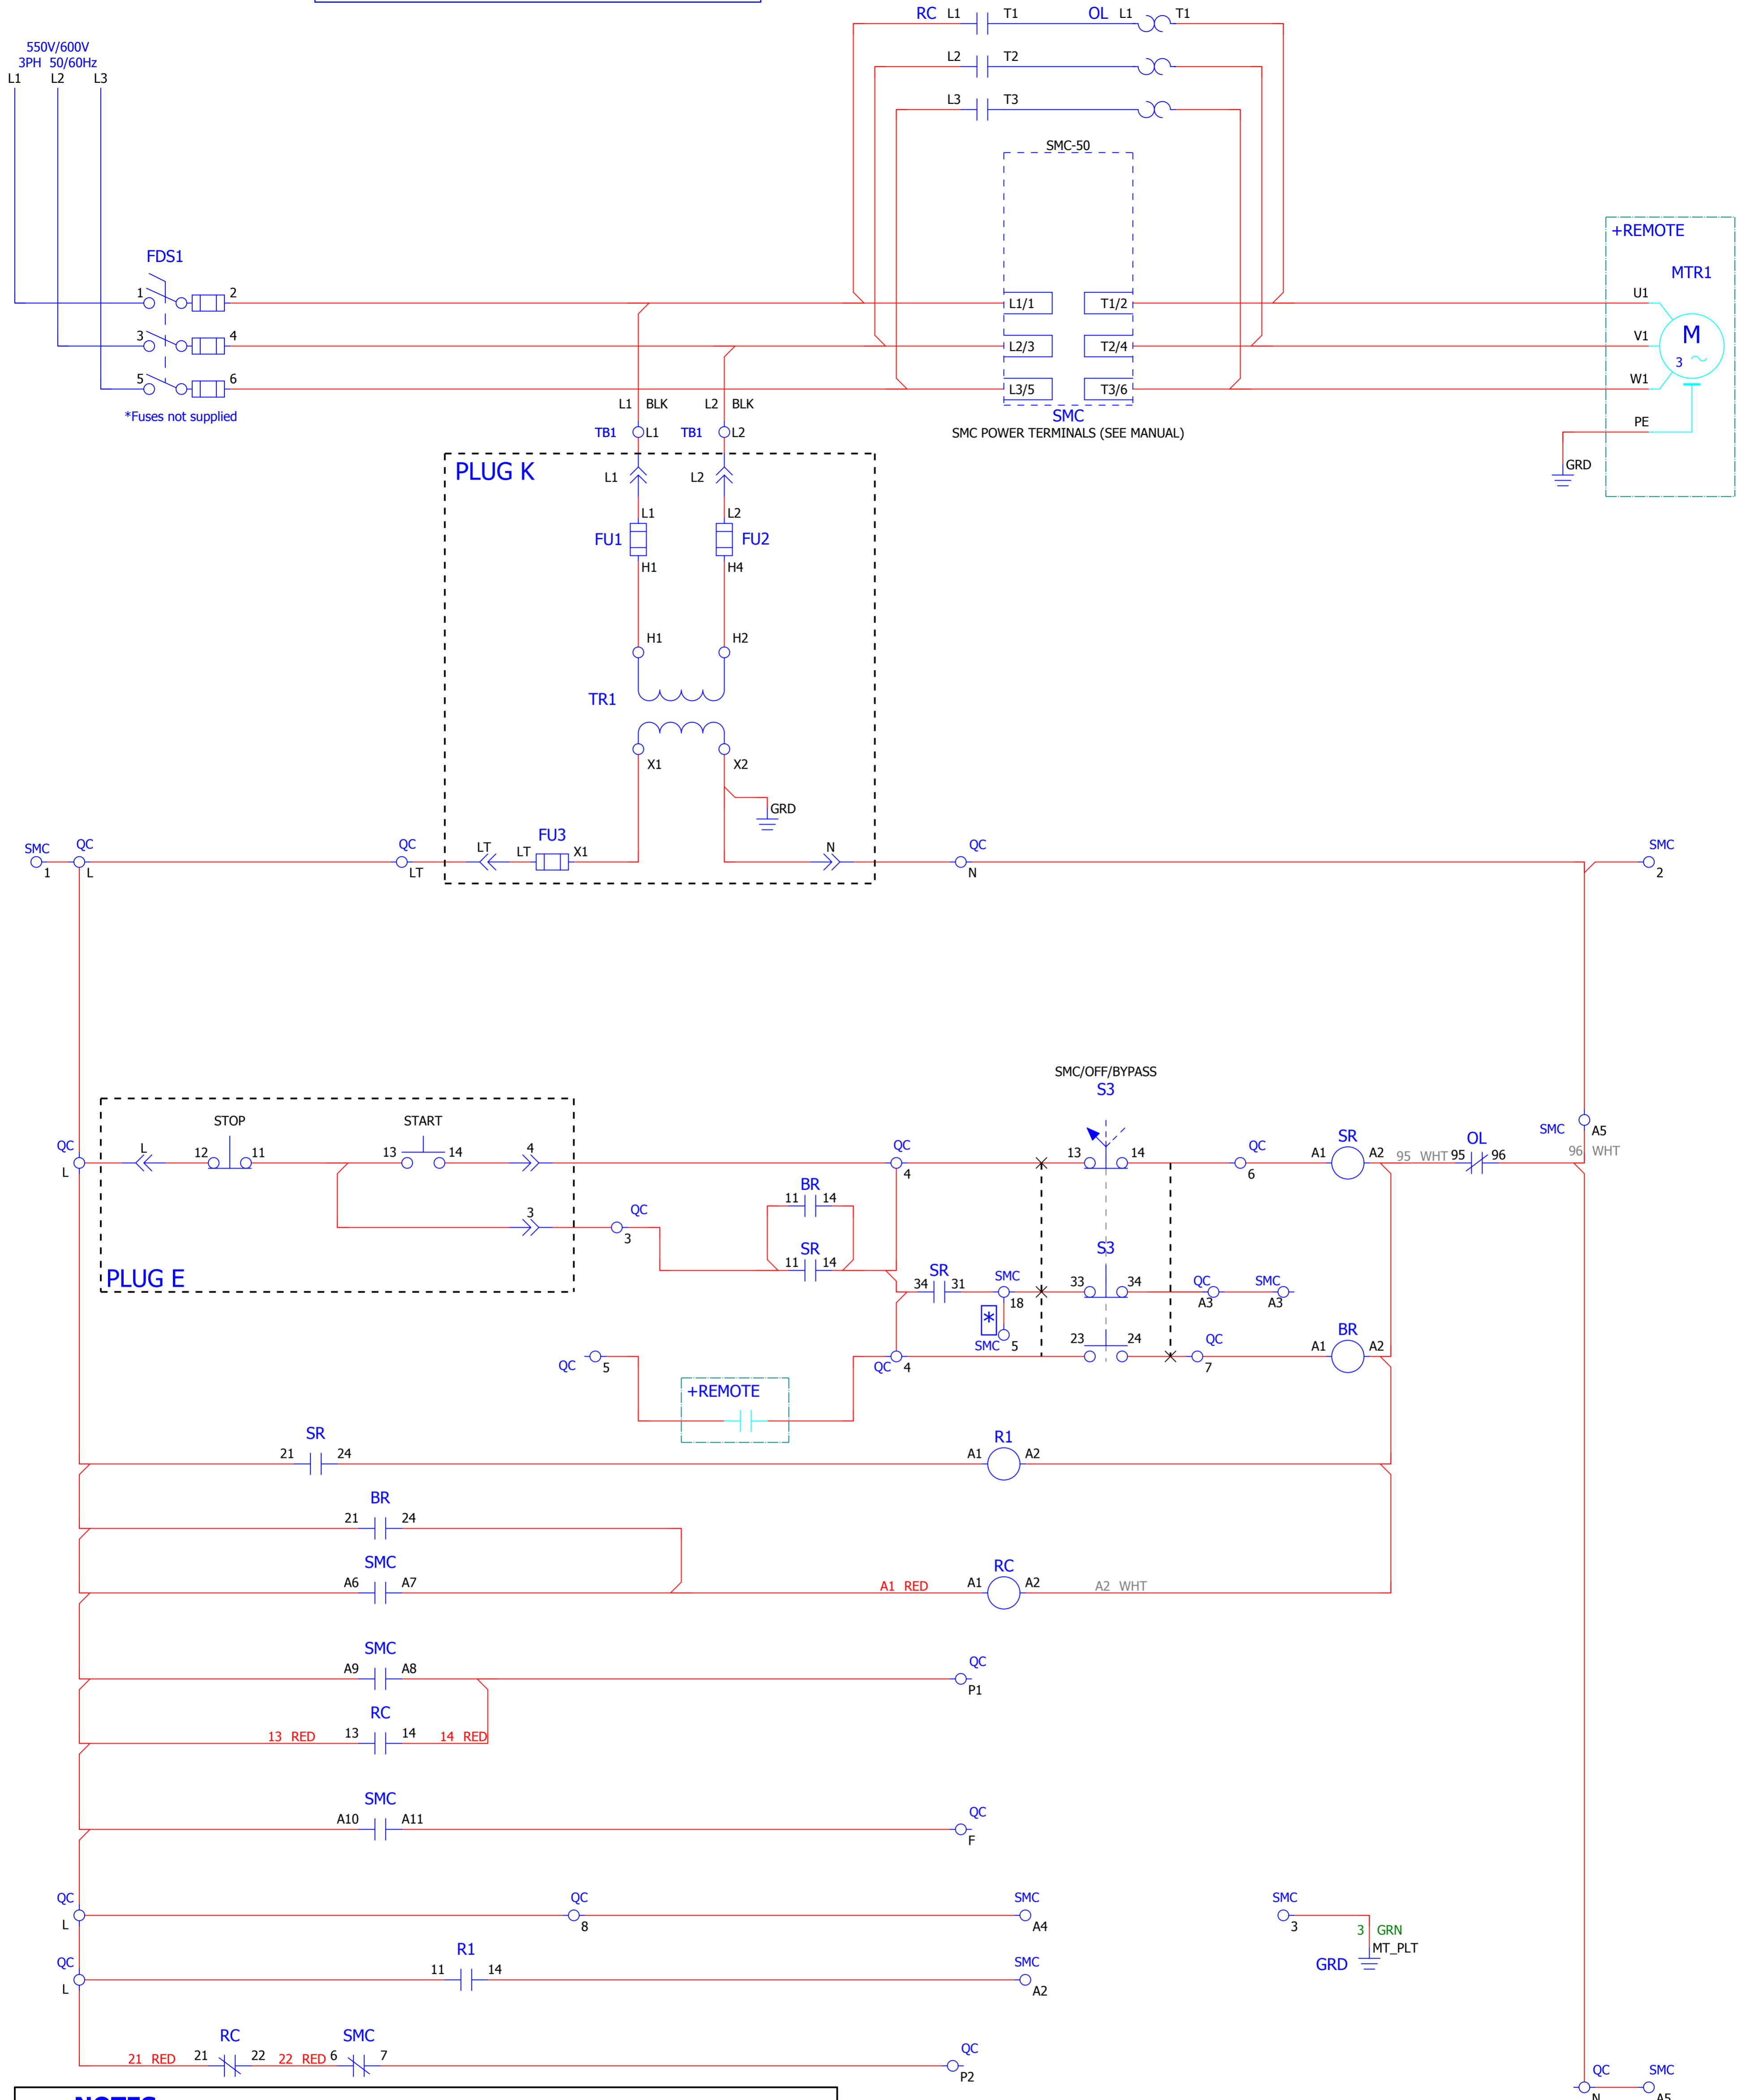 RC L1 T1 OL L1 T1
550V/600V
3PH 50/60Hz
L1 L2 L3
L2 T2
L3 T3
SMC-50
+REMOTE
MTR1
FDS1
1 2 L1/1 T1/2 U1
3 4 L2/3 T2/4 V1 M
3
5 6 L3/5 T3/6 W1
*Fuses not supplied
L1 BLK L2 BLK
SMC
SMC POWER TERMINALS (SEE MANUAL)
PE
TB1 L1 TB1 L2
GRD
PLUG K
L1 L2
L1 L2
FU1 FU2
H1 H4
H1 H2
TR1
X1 X2
GRD
SMC QC QC FU3 QC SMC
LT LT X1 N
1 L LT N 2
SMC/OFF/BYPASS
S3
STOP START
SMC A5
QC L 12 11 13 14 4 QC 13 14 QC SR OL
A1 A2 95 WHT 95 96 96 WHT
L 4 6
BR
11 14
3 QC
3
SR S3
11 14
PLUG E
SR SMC QC SMC
34 31 33 34
18 A3 A3
*
SMC 5
23 24 QC BR
A1 A2
QC 5 QC 4 7
+REMOTE
SR R1
21 24 A1 A2
BR
21 24
SMC RC
A6 A7 A1 RED A1 A2 A2 WHT
SMC QC
A9 A8
P1
RC
13 RED 13 14 14 RED
SMC QC
A10 A11
F
QC QC SMC SMC
L 8 A4 3
3 GRN
MT_PLT
GRD
QC R1 SMC
11 14
L A2
RC SMC QC
21 RED 21 22 22 RED 6 7
P2
QC SMC
N A5
NOTES